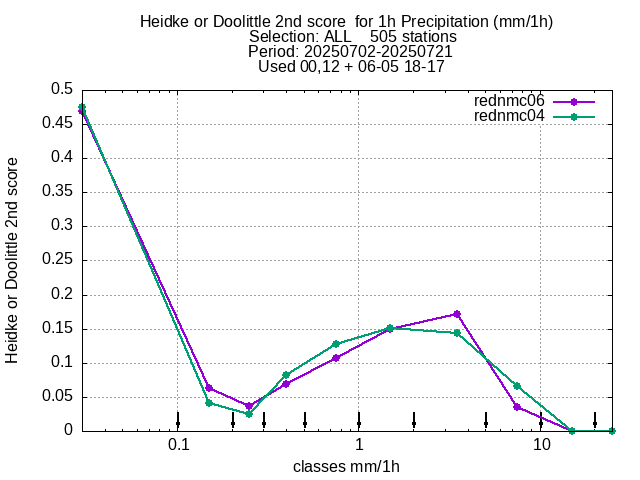 Heidke or Doolittle 2nd score  for 1h Precipitation (mm/1h)
Selection: ALL    505 stations
Period: 20250702-20250721
Used 00,12 + 06-05 18-17
rednmc06
rednmc04
0.5
0.45
0.4
0.35
0.3
0.25
0.2
0.15
0.1
0.05
0
Heidke or Doolittle 2nd score
0.1 1 10
classes mm/1h